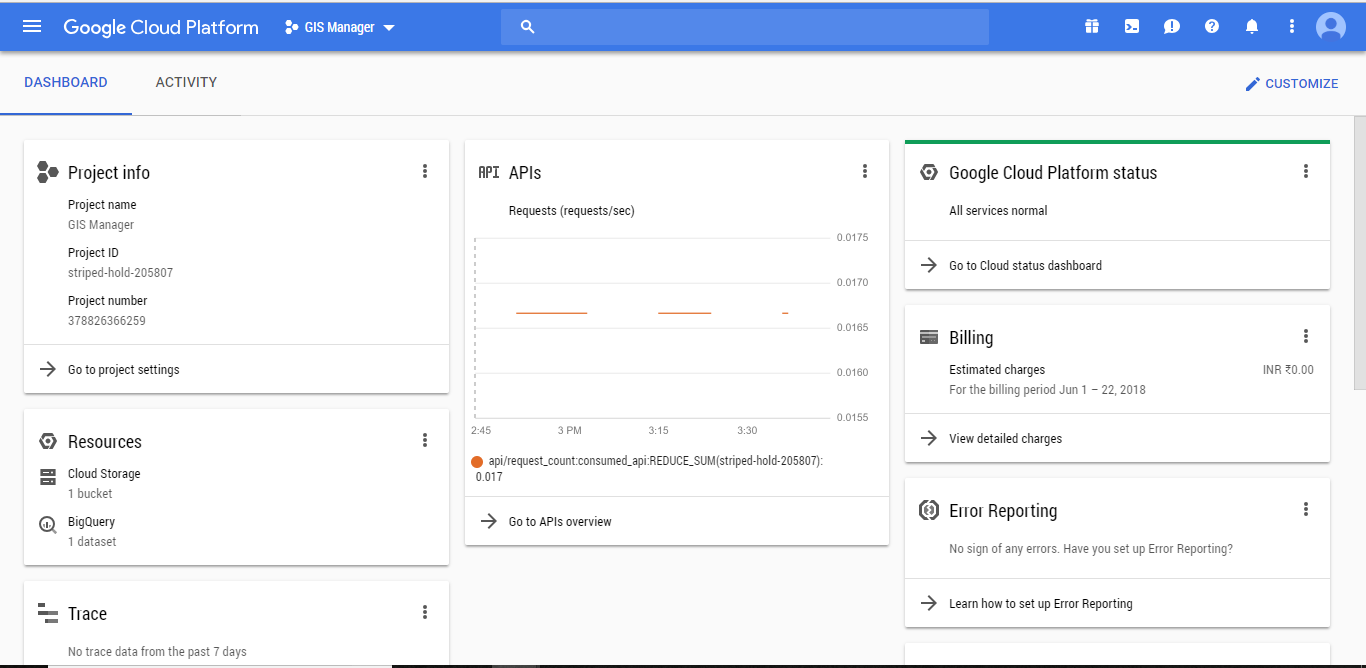 Google Cloud Platform
GIS Manager
DASHBOARD
ACTIVITY
CUSTOMIZE
Project info
Project name
GIS Manager
Project ID
striped-hold-205807
Project number
378826366259
Go to project settings
Resources
Cloud Storage
1 bucket
BigQuery
1 dataset
Trace
No trace data from the past 7 days
API APIs
Requests (requests/sec)
0.0175
0.0170
0.0165
0.0160
0.0155
2:45 3 PM 3:15 3:30
api/request_count:consumed_api:REDUCE_SUM(striped-hold-205807):
0.017
Go to APIs overview
Google Cloud Platform status
All services normal
Go to Cloud status dashboard
Billing
Estimated charges INR ₹0.00
For the billing period Jun 1 – 22, 2018
View detailed charges
Error Reporting
No sign of any errors. Have you set up Error Reporting?
Learn how to set up Error Reporting